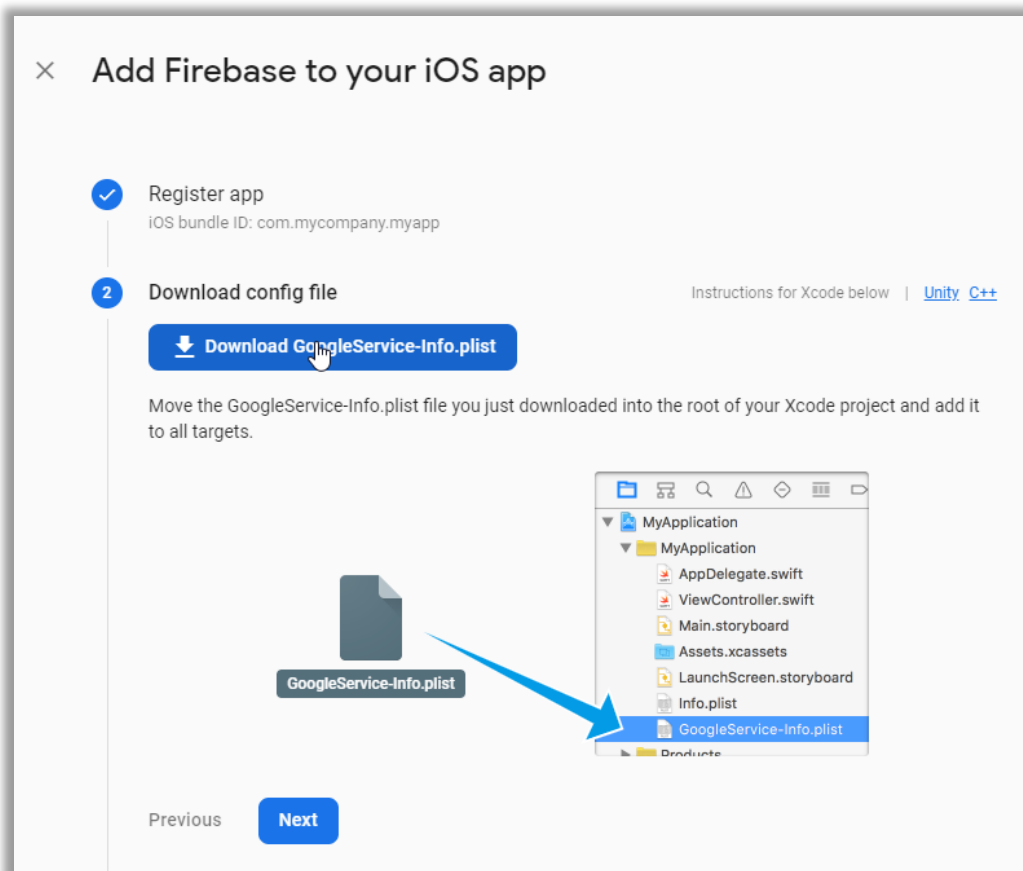 Add Firebase to your iOS app
Register app
iOS bundle ID: com.mycompany.myapp
2
Download config file
Instructions for Xcode below | Unity C++
Download GoogleService-Info.plist
Move the GoogleService-Info.plist file you just downloaded into the root of your Xcode project and add it
to all targets.
GoogleService-Info.plist
MyApplication
MyApplication
AppDelegate.swift
ViewController.swift
Main.storyboard
Assets.xcassets
LaunchScreen.storyboard
Info.plist
GoogleService-Info.plist
Products
Previous
Next